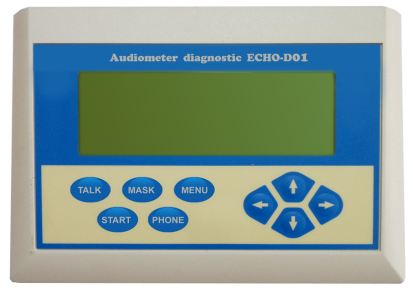 Audiometer diagnostic ECHO-D01
TALK MASK MENU
START PHONE